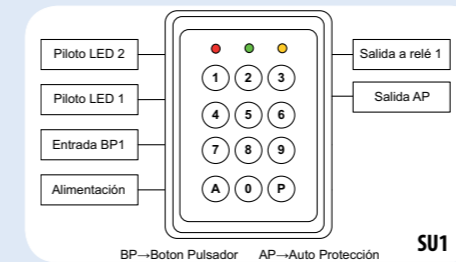 Piloto LED 2
Piloto LED 1
Entrada BP1
Alimentación
1 2 3
4 5 6
7 8 9
A 0 P
Salida a relé 1
Salida AP
BP→Boton Pulsador AP→Auto Protección
SU1